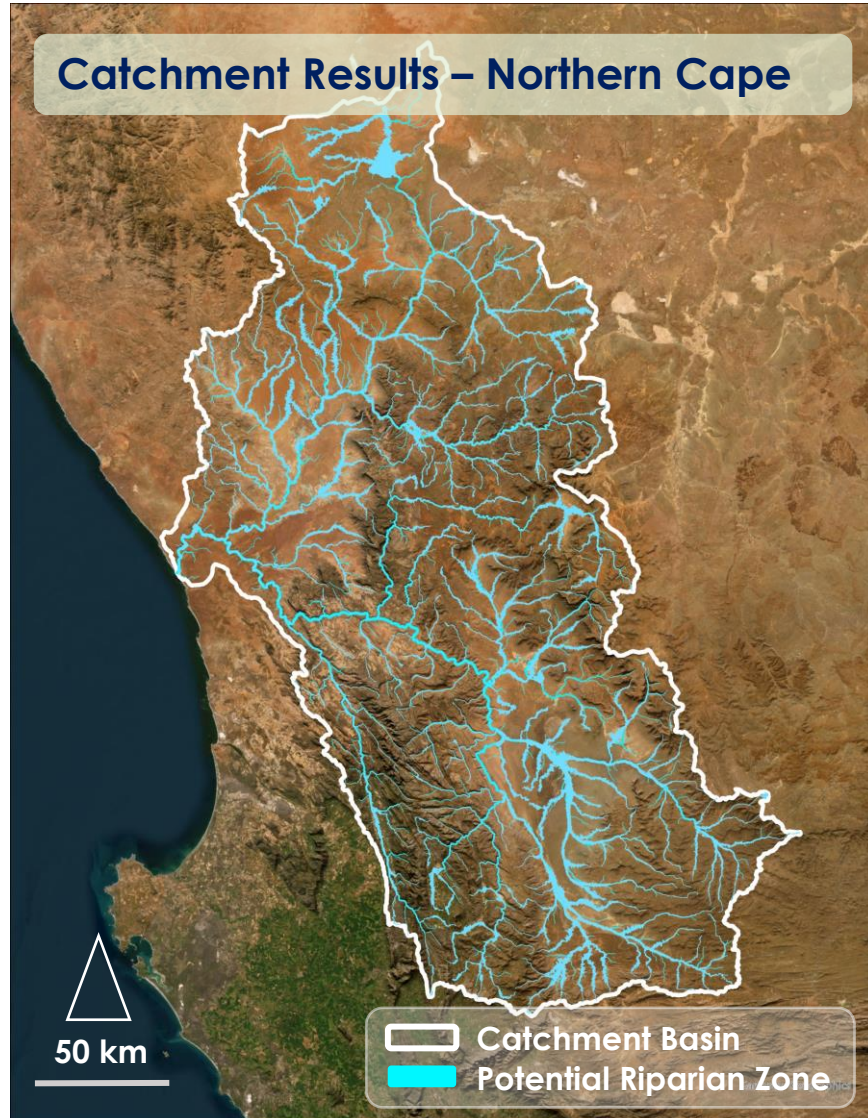 Catchment Results – Northern Cape
50 km
Catchment Basin
Potential Riparian Zone